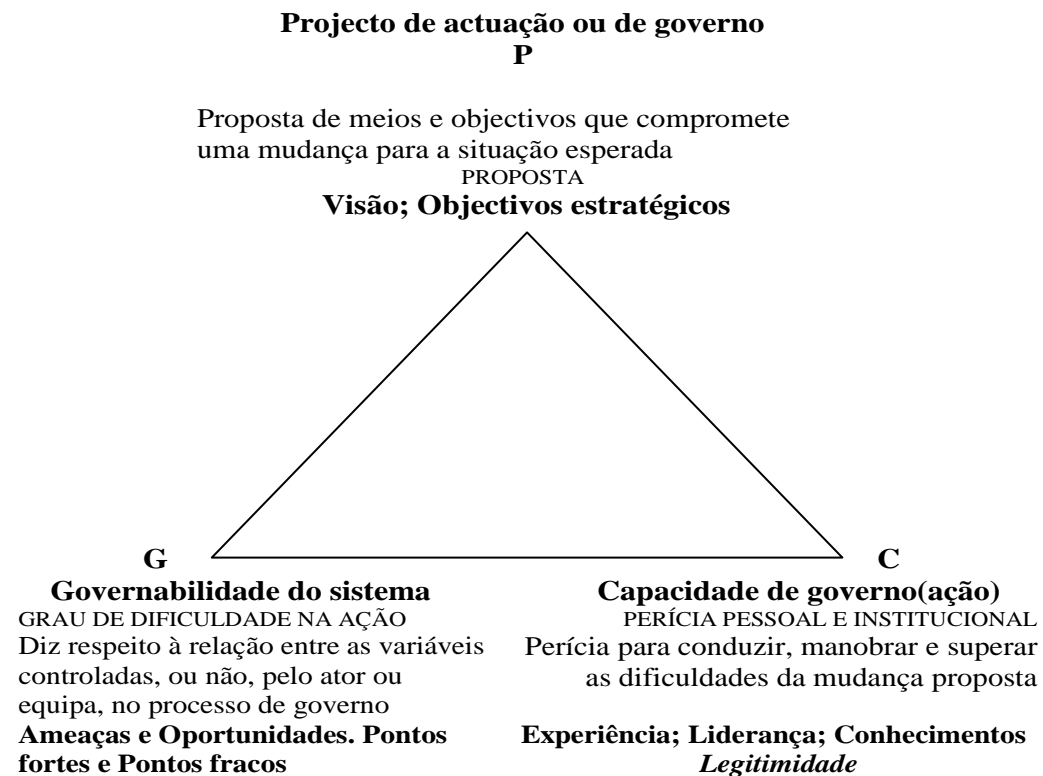 Projecto de actuação ou de governo
P
Proposta de meios e objectivos que compromete
uma mudança para a situação esperada
PROPOSTA
Visão; Objectivos estratégicos
G
Governabilidade do sistema
GRAU DE DIFICULDADE NA AÇÃO
Diz respeito à relação entre as variáveis
controladas, ou não, pelo ator ou
equipa, no processo de governo
Ameaças e Oportunidades. Pontos
fortes e Pontos fracos
C
Capacidade de governo(ação)
PERÍCIA PESSOAL E INSTITUCIONAL
Perícia para conduzir, manobrar e superar
as dificuldades da mudança proposta
Experiência; Liderança; Conhecimentos
Legitimidade